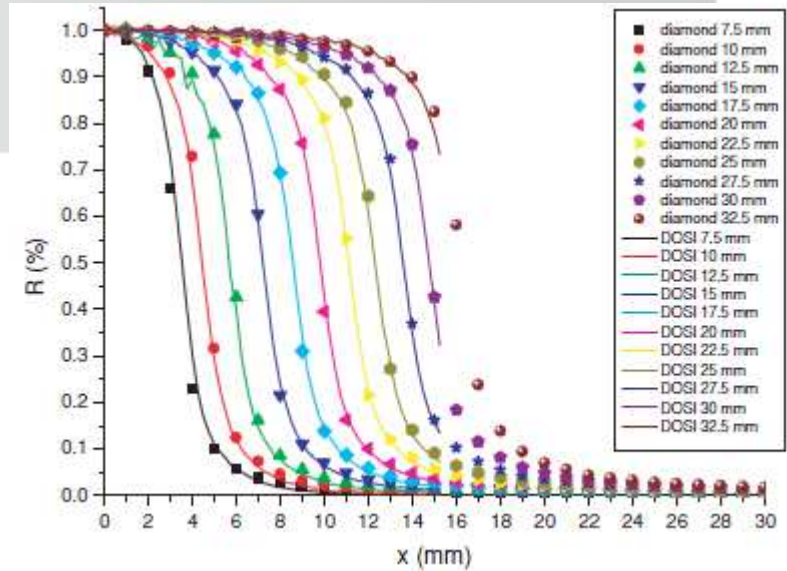 1.0
0.9
0.8
0.7
0.6
0.5
0.4
0.3
0.2
0.1
0.0
R (%)
0 2 4 6 8 10 12 14 16 18 20 22 24 26 28 30
x (mm)
diamond 7.5 mm
diamond 10 mm
diamond 12.5 mm
diamond 15 mm
diamond 17.5 mm
diamond 20 mm
diamond 22.5 mm
diamond 25 mm
diamond 27.5 mm
diamond 30 mm
diamond 32.5 mm
DOSI 7.5 mm
DOSI 10 mm
DOSI 12.5 mm
DOSI 15 mm
DOSI 17.5 mm
DOSI 20 mm
DOSI 22.5 mm
DOSI 25 mm
DOSI 27.5 mm
DOSI 30 mm
DOSI 32.5 mm